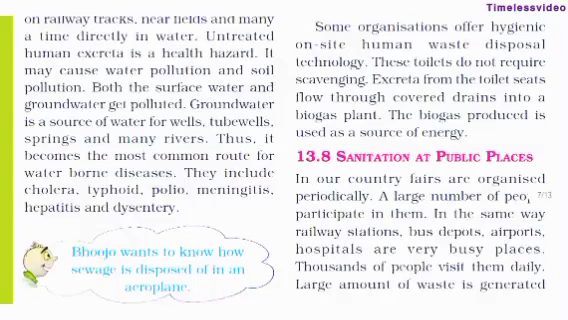 Timelessvideo
on railway tracks, near fields and many
a time directly in water. Untreated
human excreta is a health hazard. It
may cause water pollution and soil
pollution. Both the surface water and
groundwater get polluted. Groundwater
is a source of water for wells, tubewells,
springs and many rivers. Thus, it
becomes the most common route for
water borne diseases. They include
cholera, typhoid, polio, meningitis,
hepatitis and dysentery.
Bhoojo wants to know how
sewage is disposed of in an
aeroplane.
Some organisations offer hygienic
on-site human waste disposal
technology. These toilets do not require
scavenging. Excreta from the toilet seats
flow through covered drains into a
biogas plant. The biogas produced is
used as a source of energy.
13.8 SANITATION AT PUBLIC PLACES
In our country fairs are organised
periodically. A large number of
7/13
participate in them. In the same way
railway stations, bus depots, airports,
hospitals are very busy places.
Thousands of people visit them daily.
Large amount of waste is generated